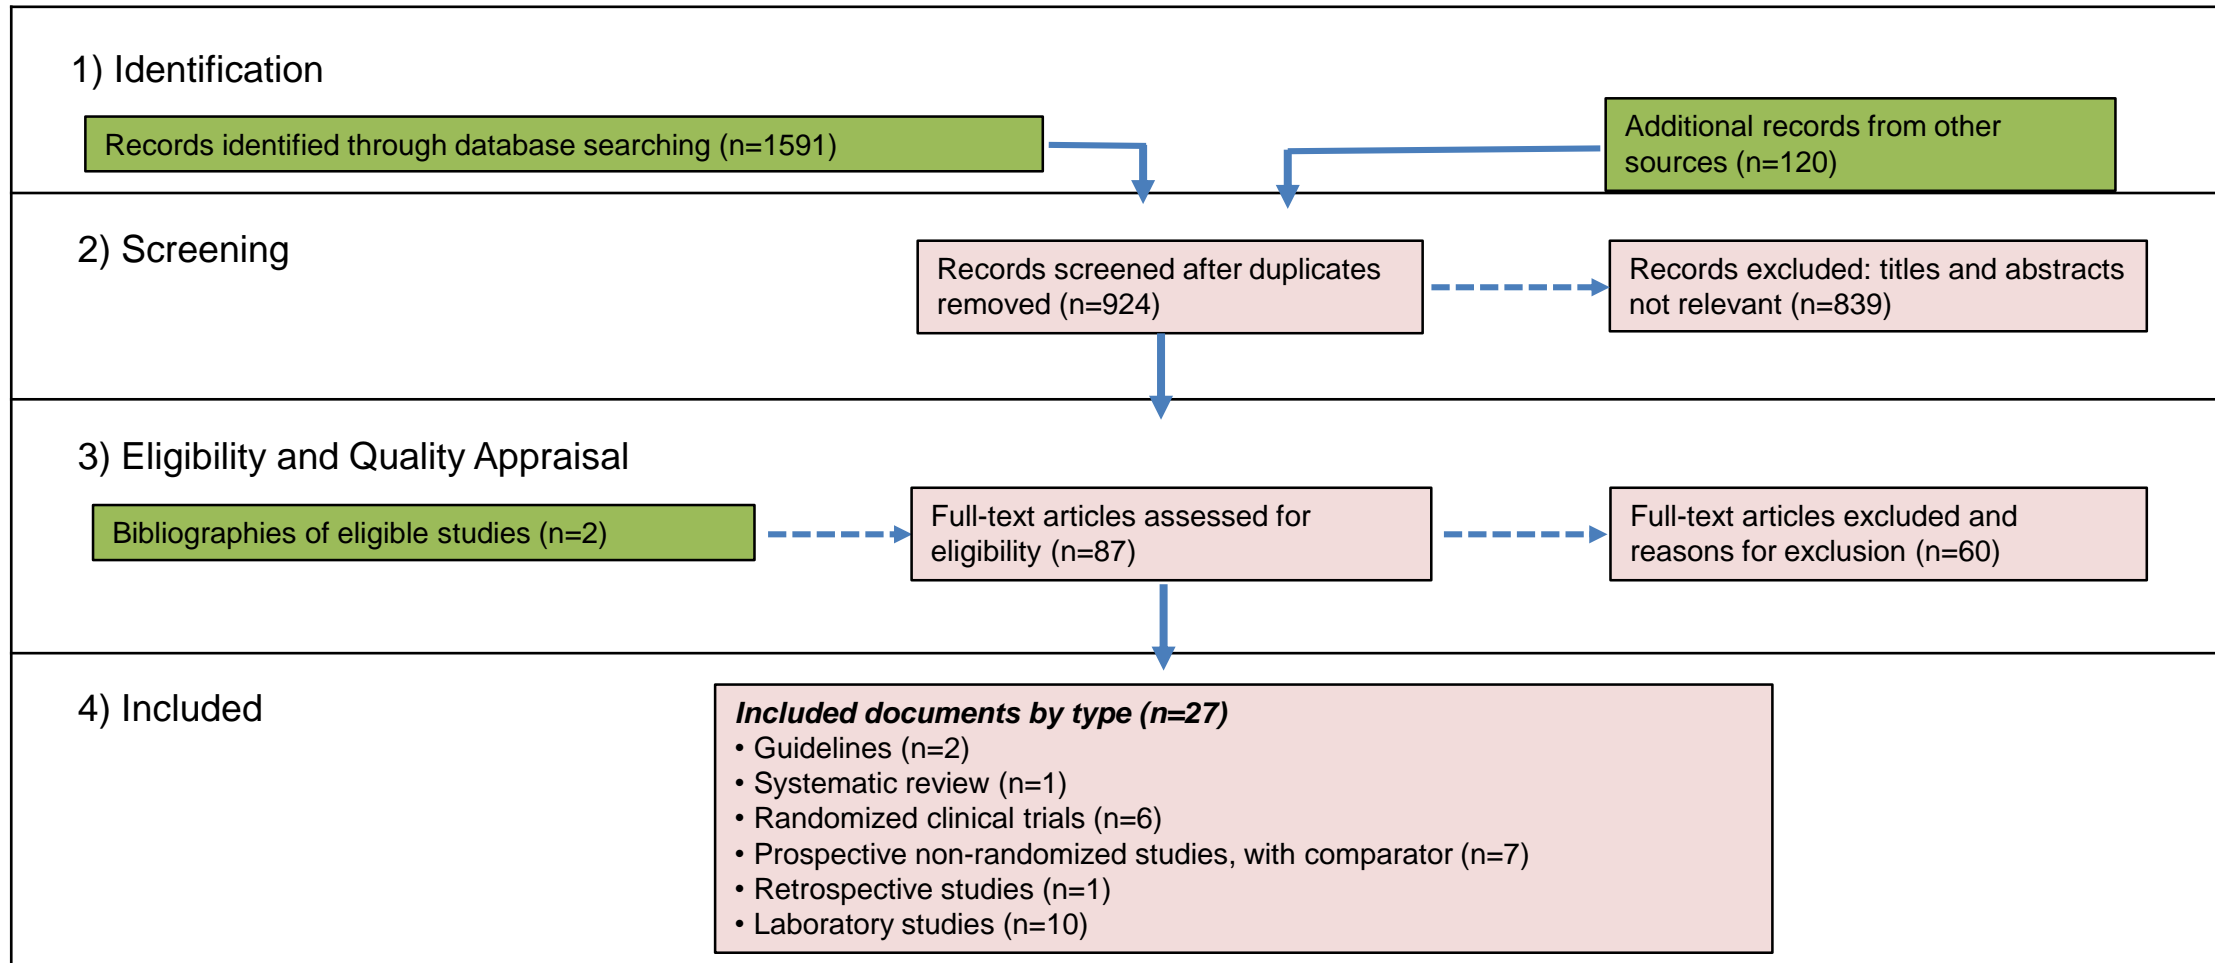 1) Identification
Records identified through database searching (n=1591)
Additional records from other
sources (n=120)
2) Screening
Records screened after duplicates
removed (n=924)
Records excluded: titles and abstracts
not relevant (n=839)
3) Eligibility and Quality Appraisal
Bibliographies of eligible studies (n=2)
Full-text articles assessed for
eligibility (n=87)
Full-text articles excluded and
reasons for exclusion (n=60)
4) Included
Included documents by type (n=27)
• Guidelines (n=2)
• Systematic review (n=1)
• Randomized clinical trials (n=6)
• Prospective non-randomized studies, with comparator (n=7)
• Retrospective studies (n=1)
• Laboratory studies (n=10)